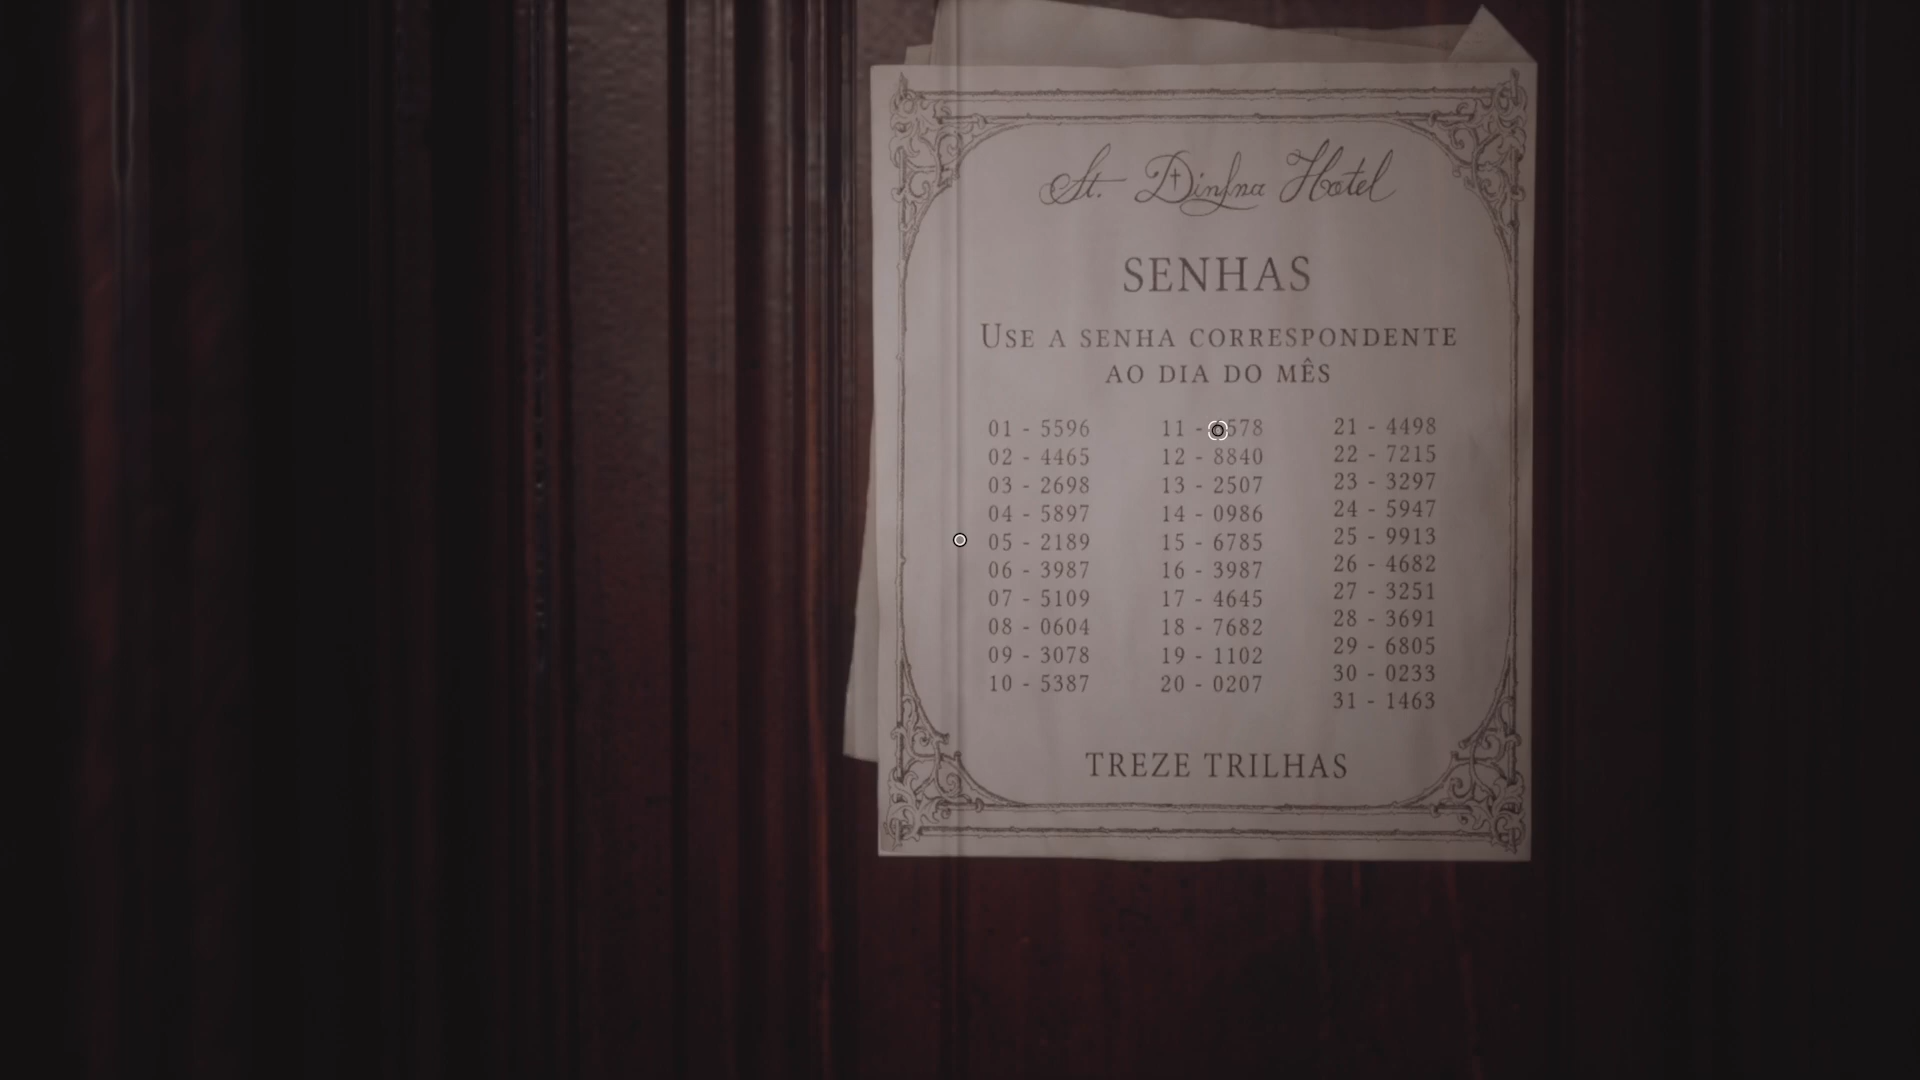 St. Dinfna Hotel
SENHAS
USE A SENHA CORRESPONDENTE
AO DIA DO MÊS
01 - 5596
02 - 4465
03 - 2698
04 - 5897
05 - 2189
06 - 3987
07 - 5109
08 - 0604
09 - 3078
10 - 5387
11 -
12 - 8840
13 - 2507
14 - 0986
15 - 6785
16 - 3987
17 - 4645
18 - 7682
19 - 1102
20 - 0207
21 - 4498
22 - 7215
23 - 3297
24 - 5947
25 - 9913
26 - 4682
27 - 3251
28 - 3691
29 - 6805
30 - 0233
31 - 1463
TREZE TRILHAS